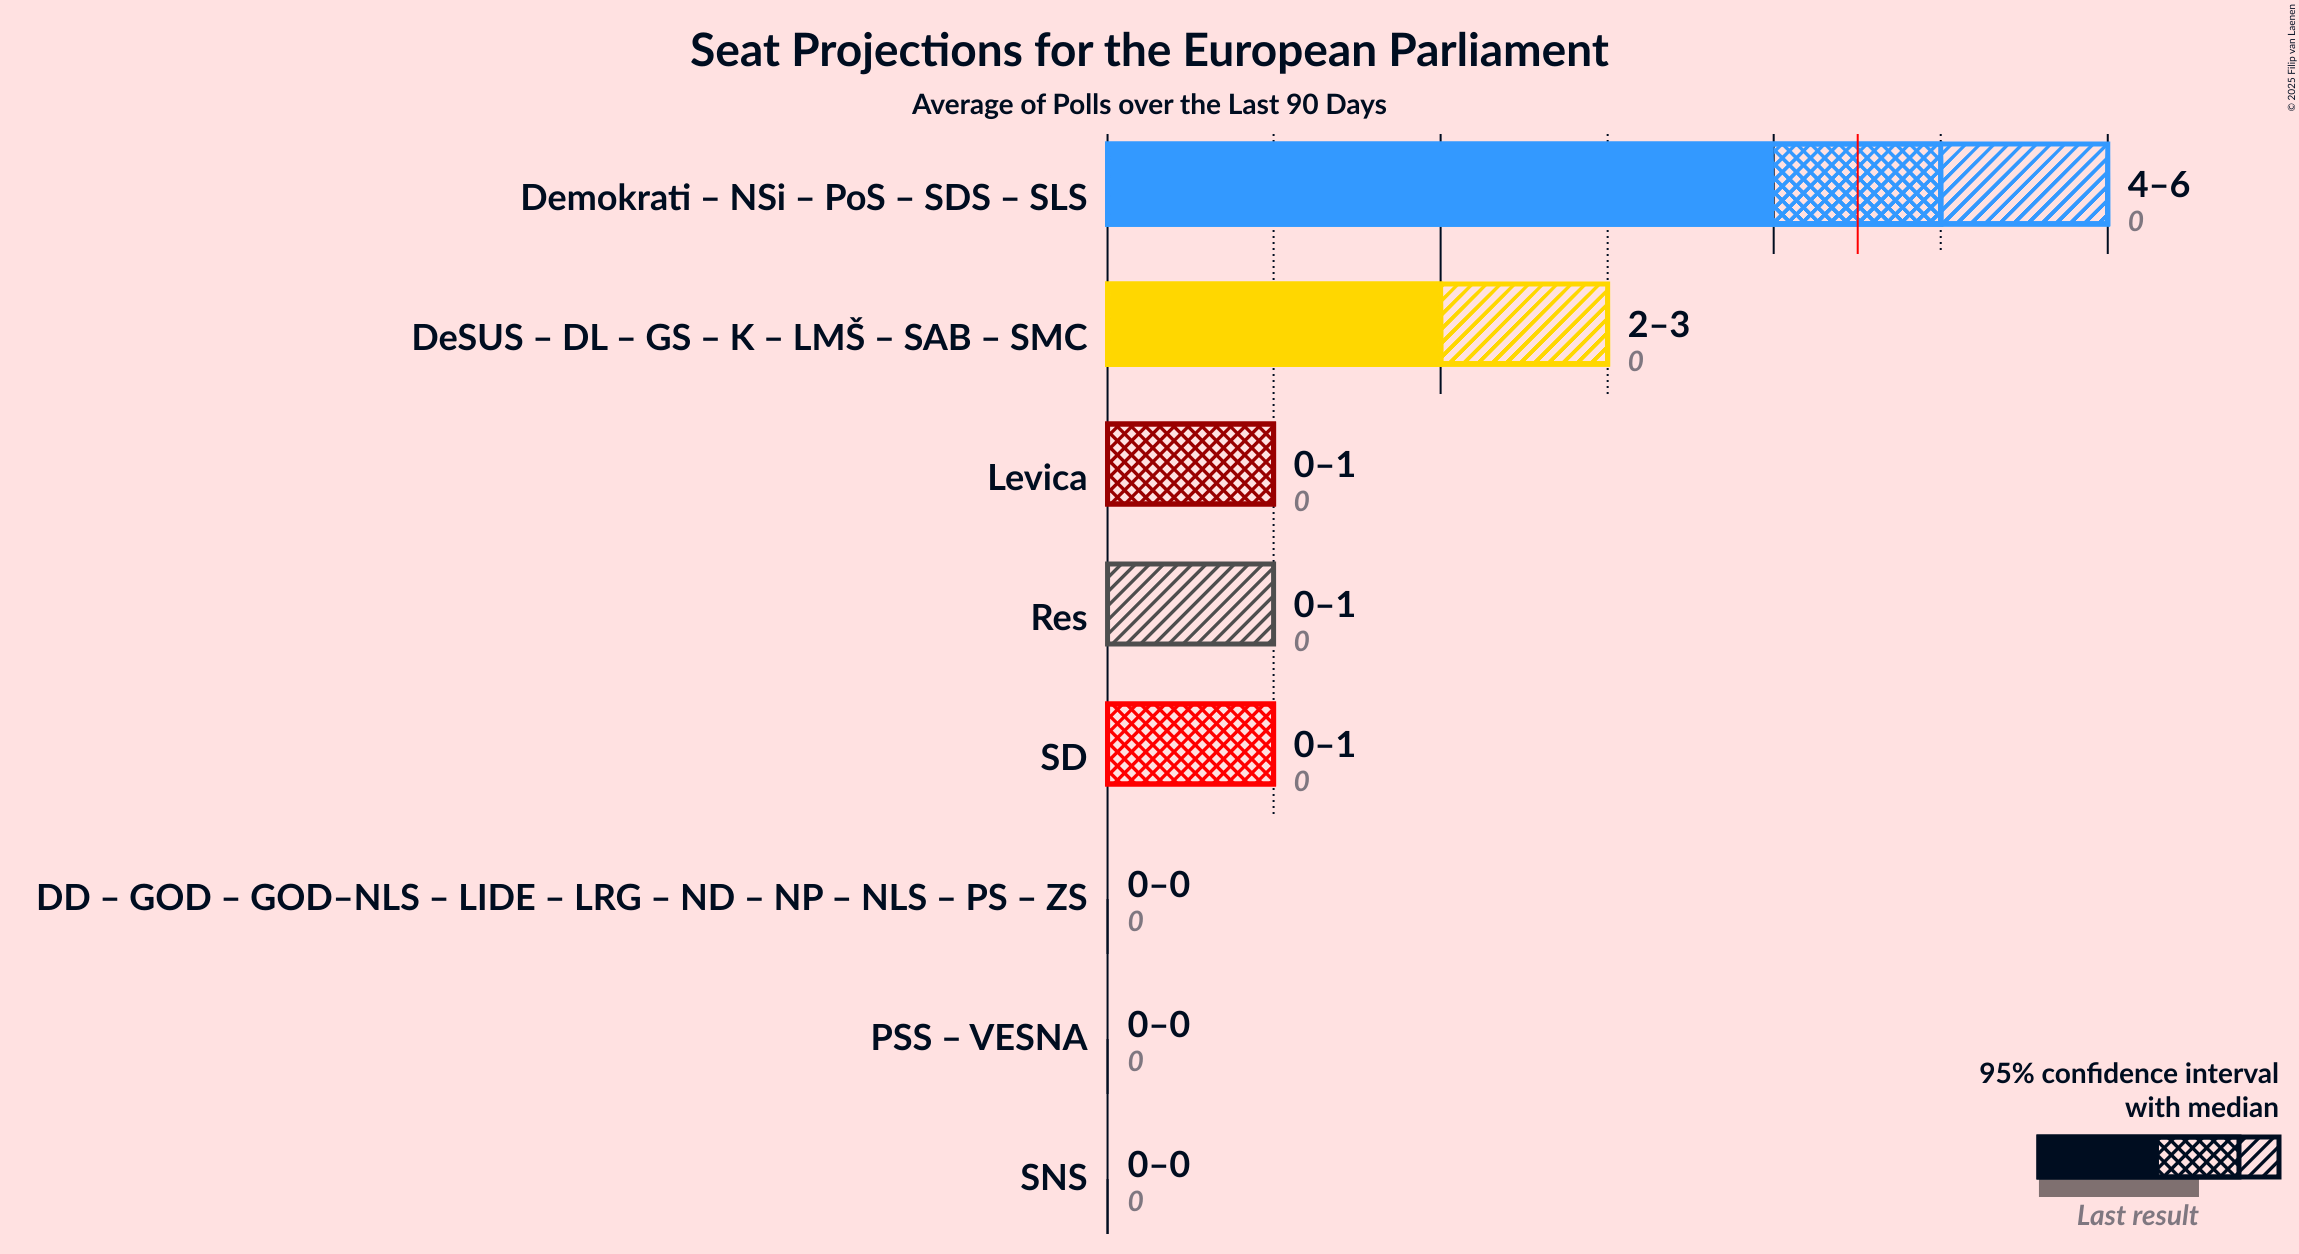 Seat Projections for the European Parliament
Average of Polls over the Last 90 Days
© 2025 Filip van Laenen
Demokrati – NSi – PoS – SDS – SLS
4–6
0
DeSUS – DL – GS – K – LMŠ – SAB – SMC
2–3
0
Levica
0–1
0
Res
0–1
0
SD
0–1
0
DD – GOD – GOD–NLS – LIDE – LRG – ND – NP – NLS – PS – ZS
0–0
0
PSS – VESNA
0–0
0
SNS
0–0
0
95% confidence interval
with median
Last result